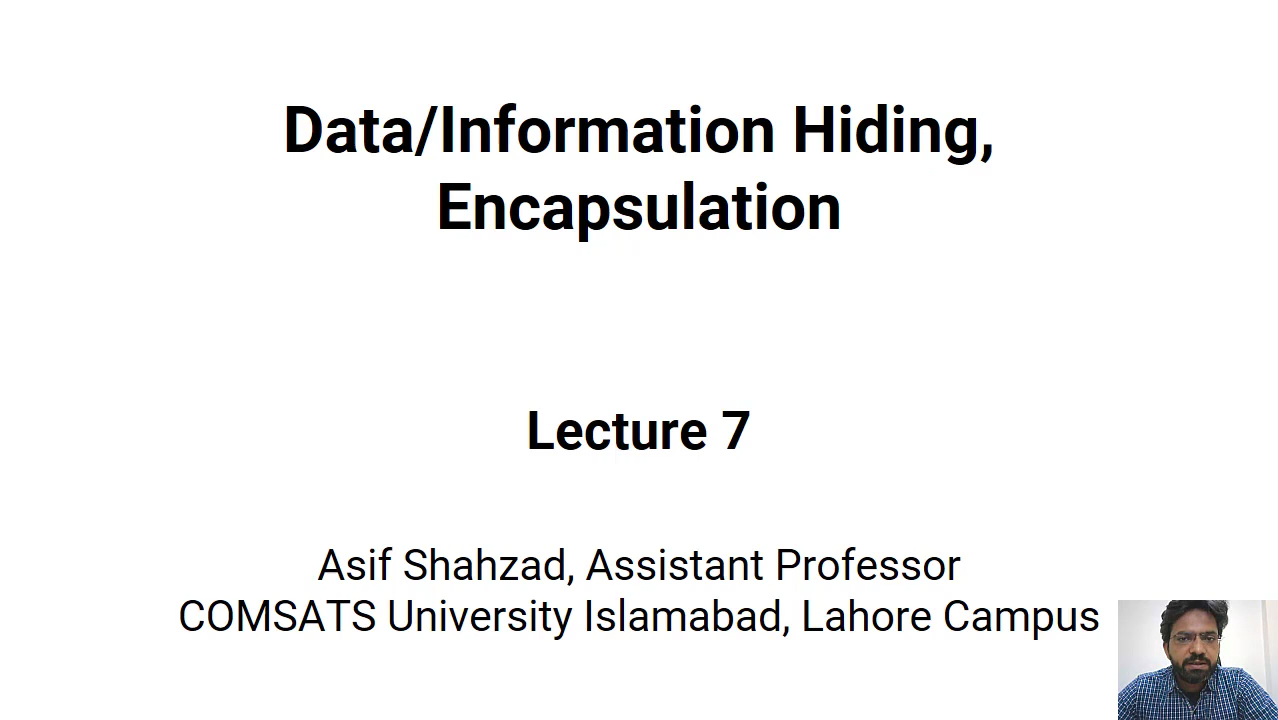 Data/Information Hiding,
Encapsulation
Lecture 7
Asif Shahzad, Assistant Professor
COMSATS University Islamabad, Lahore Campus